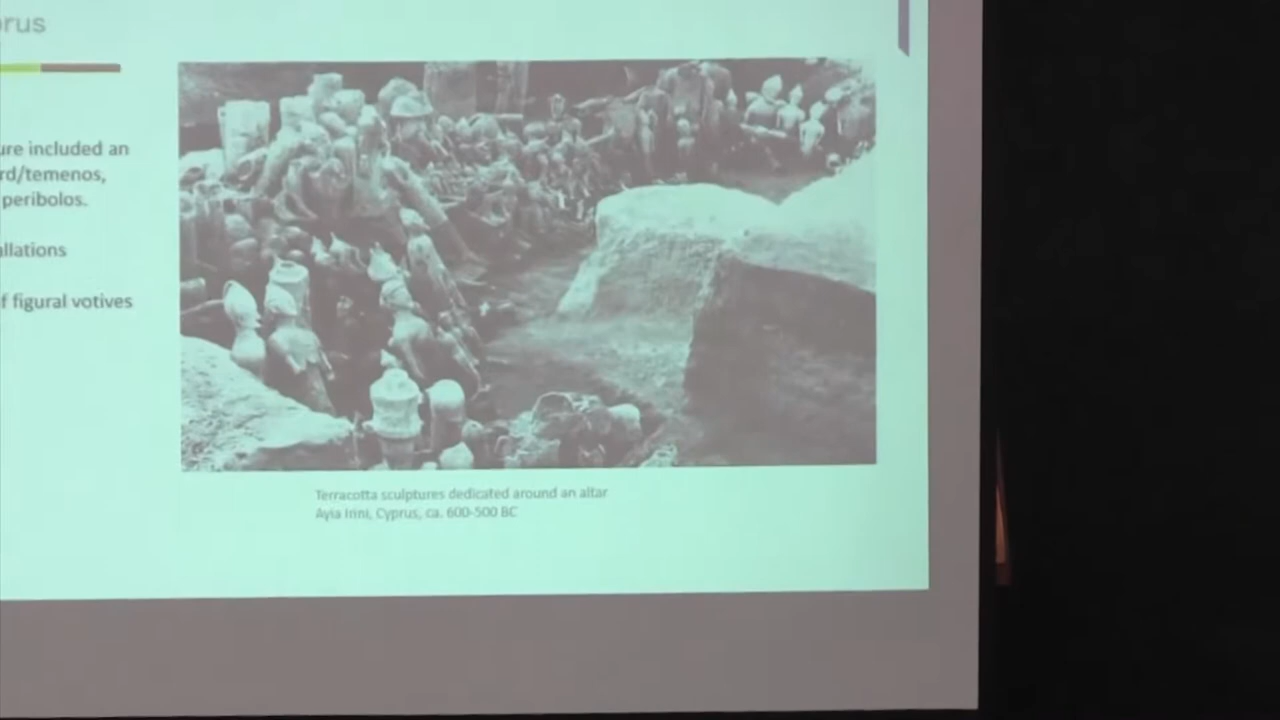 prus
ure included an
rd/temenos,
peribolos.
allations
f figural votives
Terracotta sculptures dedicated around an altar
Ayia Irini, Cyprus, ca. 600-500 BC